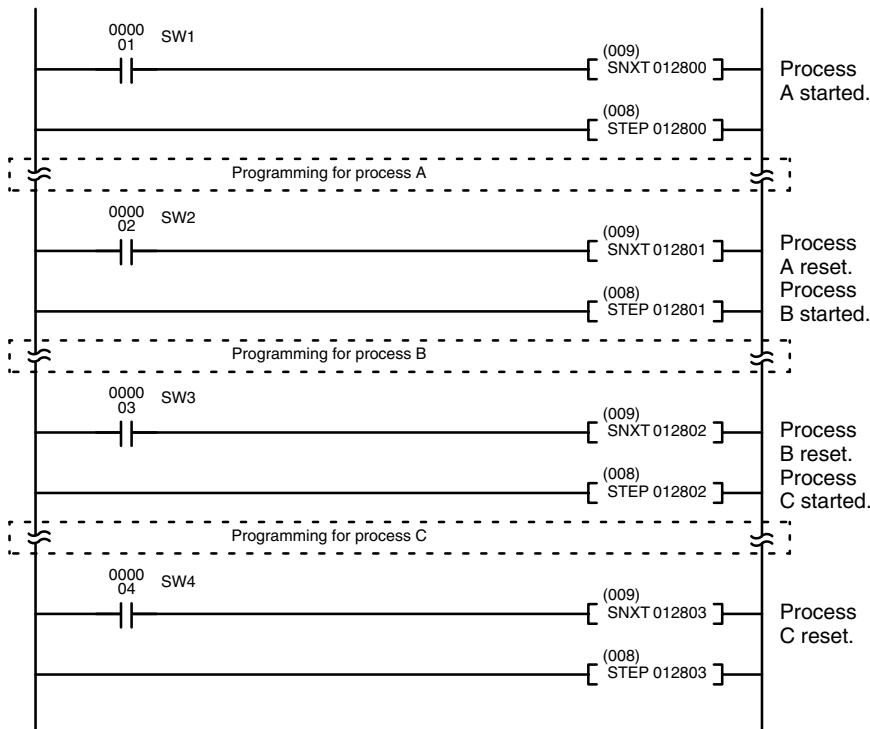 0000
01
SW1
(009)
SNXT 012800
Process
A started.
(008)
STEP 012800
Programming for process A
0000
02
SW2
(009)
SNXT 012801
Process
A reset.
Process
B started.
(008)
STEP 012801
Programming for process B
0000
03
SW3
(009)
SNXT 012802
Process
B reset.
Process
C started.
(008)
STEP 012802
Programming for process C
0000
04
SW4
(009)
SNXT 012803
Process
C reset.
(008)
STEP 012803